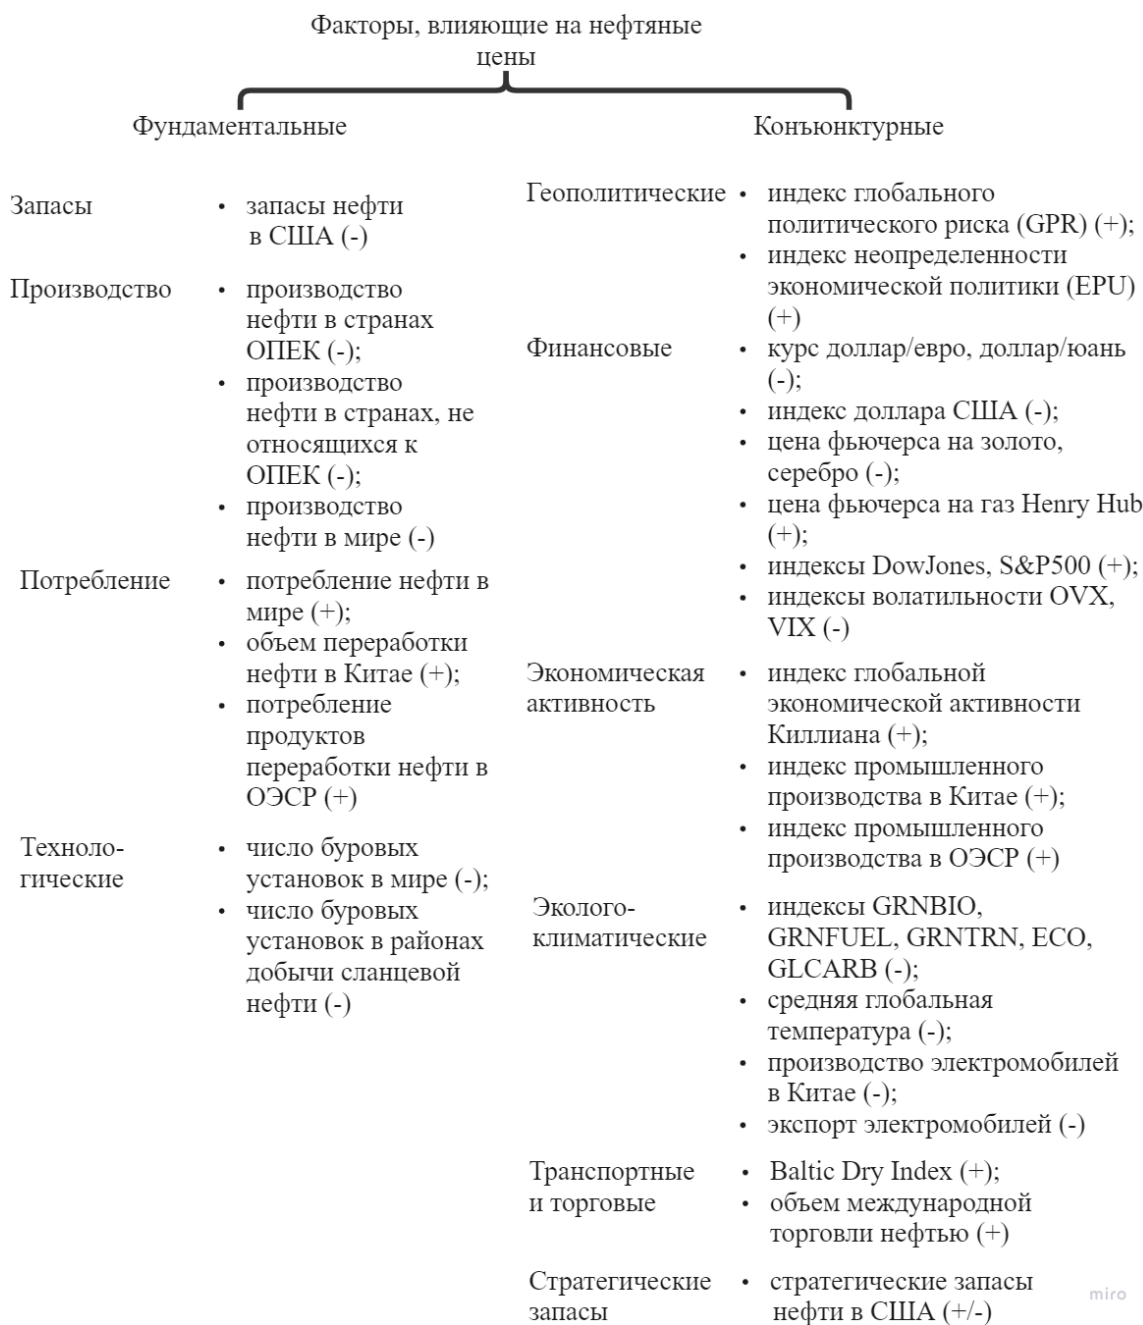 Факторы, влияющие на нефтяные
цены
Фундаментальные
Запасы
• запасы нефти
в США (-)
Производство
• производство
нефти в странах
ОПЕК (-);
• производство
нефти в странах, не
относящихся к
ОПЕК (-);
• производство
нефти в мире (-)
Потребление
• потребление нефти в
мире (+);
• объем переработки
нефти в Китае (+);
• потребление
продуктов
переработки нефти в
ОЭСР (+)
Техноло-
гические
• число буровых
установок в мире (-);
• число буровых
установок в районах
добычи сланцевой
нефти (-)
Конъюнктурные
Геополитические
• индекс глобального
политического риска (GPR) (+);
• индекс неопределенности
экономической политики (EPU)
(+)
Финансовые
• курс доллар/евро, доллар/юань
(-);
• индекс доллара США (-);
• цена фьючерса на золото,
серебро (-);
• цена фьючерса на газ Henry Hub
(+);
• индексы DowJones, S&P500 (+);
• индексы волатильности OVX,
VIX (-)
Экономическая
активность
• индекс глобальной
экономической активности
Киллиана (+);
• индекс промышленного
производства в Китае (+);
• индекс промышленного
производства в ОЭСР (+)
Эколого-
климатические
• индексы GRNBIO,
GRNFUEL, GRNTRN, ECO,
GLCARB (-);
• средняя глобальная
температура (-);
• производство электромобилей
в Китае (-);
• экспорт электромобилей (-)
Транспортные
и торговые
• Baltic Dry Index (+);
• объем международной
торговли нефтью (+)
Стратегические
запасы
• стратегические запасы
нефти в США (+/-)
miro